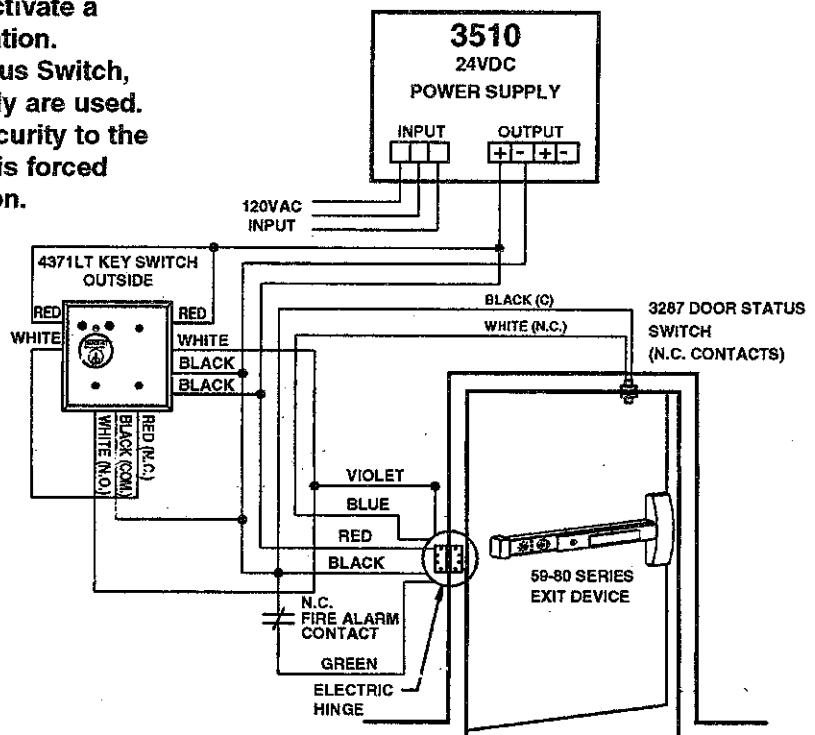 ctivate a
ation.
us Switch,
ly are used.
curity to the
is forced
on.
3510
24VDC
POWER SUPPLY
INPUT
OUTPUT
+ - + -
120VAC
INPUT
4371LT KEY SWITCH
OUTSIDE
RED
RED
WHITE
WHITE
BLACK
BLACK
WHITE (N.O.)
BLACK (COM.)
RED (N.C.)
BLACK (C)
WHITE (N.C.)
3287 DOOR STATUS
SWITCH
(N.C. CONTACTS)
VIOLET
BLUE
RED
BLACK
N.C.
FIRE ALARM
CONTACT
GREEN
ELECTRIC
HINGE
59-80 SERIES
EXIT DEVICE